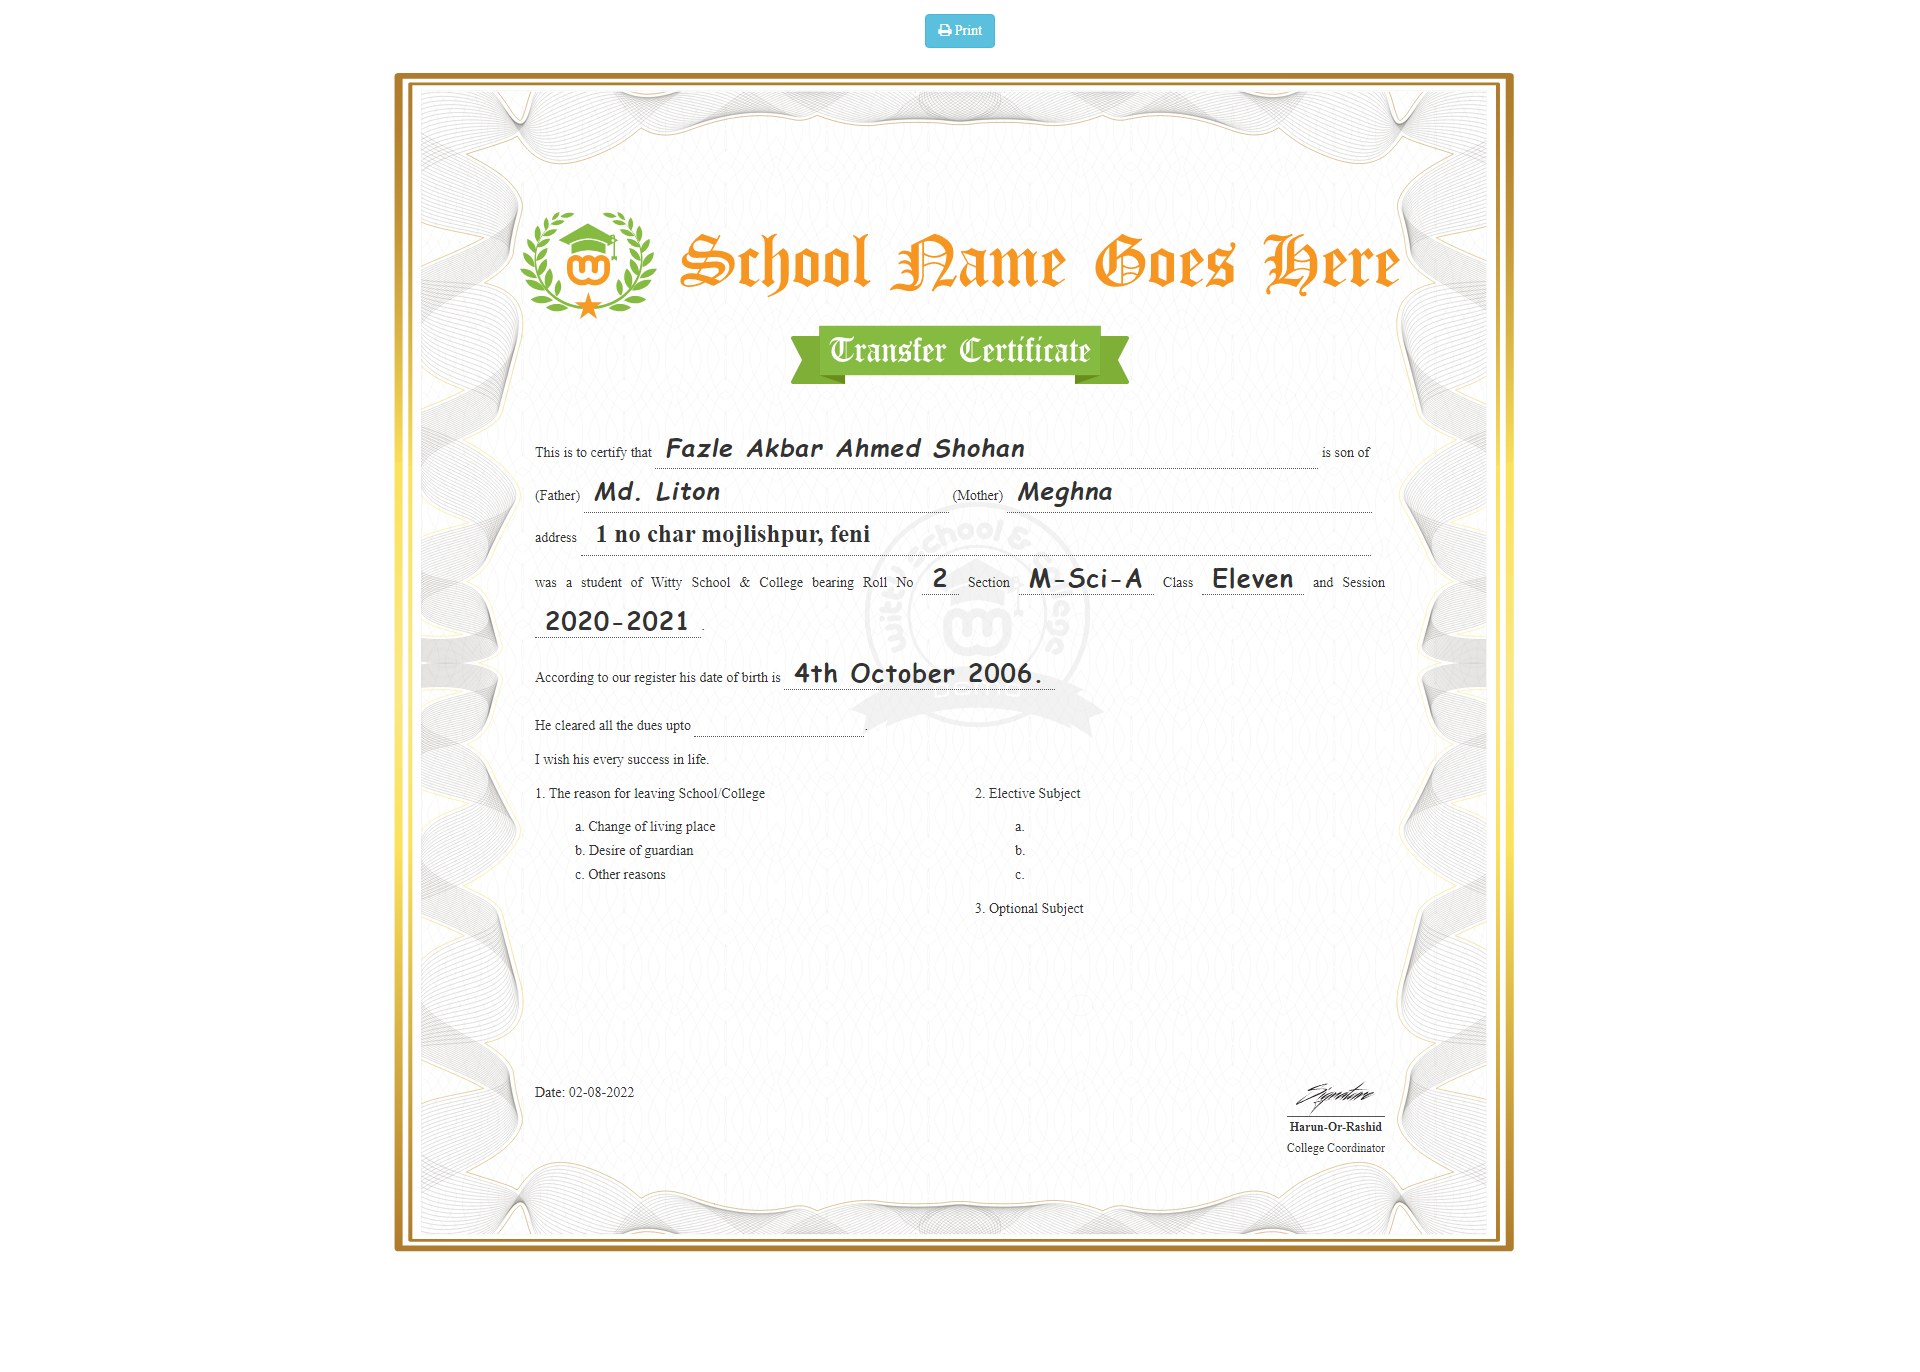 Print
School Name Goes Here
Transfer Certificate
This is to certify that Fazle Akbar Ahmed Shohan is son of
(Father) Md. Liton (Mother) Meghna
address 1 no char mojlishpur, feni
was a student of Witty School & College bearing Roll No 2 Section M-Sci-A Class Eleven and Session
2020-2021 .
witty school & college
According to our register his date of birth is 4th October 2006.
He cleared all the dues upto .
I wish his every success in life.
1. The reason for leaving School/College
a. Change of living place
b. Desire of guardian
c. Other reasons
2. Elective Subject
a.
b.
c.
3. Optional Subject
Date: 02-08-2022
Signature
Harun-Or-Rashid
College Coordinator